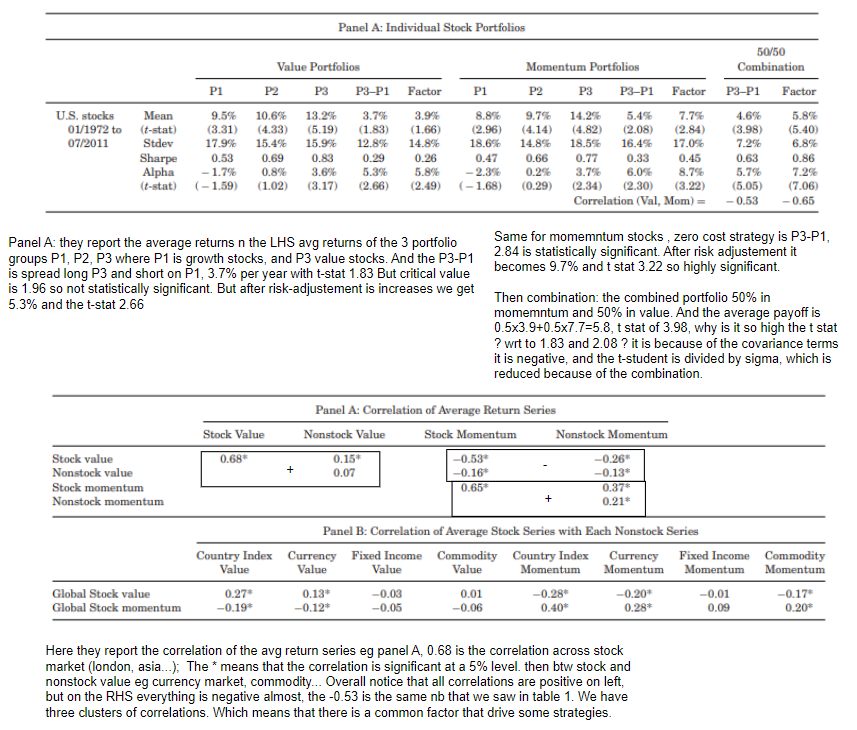 Panel A: Individual Stock Portfolios
50/50
Value Portfolios Momentum Portfolios Combination
P1 P2 P3 P3–P1 Factor P1 P2 P3 P3–P1 Factor P3–P1 Factor
U.S. stocks Mean 9.5% 10.6% 13.2% 3.7% 3.9% 8.8% 9.7% 14.2% 5.4% 7.7% 4.6% 5.8%
01/1972 to (t-stat) (3.31) (4.33) (5.19) (1.83) (1.66) (2.96) (4.14) (4.82) (2.08) (2.84) (3.98) (5.40)
07/2011 Stdev 17.9% 15.4% 15.9% 12.8% 14.8% 18.6% 14.8% 18.5% 16.4% 17.0% 7.2% 6.8%
Sharpe 0.53 0.69 0.83 0.29 0.26 0.47 0.66 0.77 0.33 0.45 0.63 0.86
Alpha –1.7% 0.8% 3.6% 5.3% 5.8% –2.3% 0.2% 3.7% 6.0% 8.7% 5.7% 7.2%
(t-stat) (–1.59) (1.02) (3.17) (2.66) (2.49) (–1.68) (0.29) (2.34) (2.30) (3.22) (5.05) (7.06)
Correlation (Val, Mom) = –0.53 –0.65
Panel A: they report the average returns n the LHS avg returns of the 3 portfolio
groups P1, P2, P3 where P1 is growth stocks, and P3 value stocks. And the P3-P1
is spread long P3 and short on P1, 3.7% per year with t-stat 1.83 But critical value
is 1.96 so not statistically significant. But after risk-adjustement is increases we get
5.3% and the t-stat 2.66
Same for momemntum stocks , zero cost strategy is P3-P1,
2.84 is statistically significant. After risk adjustement it
becomes 9.7% and t stat 3.22 so highly significant.
Then combination: the combined portfolio 50% in
momemntum and 50% in value. And the average payoff is
0.5x3.9+0.5x7.7=5.8, t stat of 3.98, why is it so high the t stat
? wrt to 1.83 and 2.08 ? it is because of the covariance terms
it is negative, and the t-student is divided by sigma, which is
reduced because of the combination.
Panel A: Correlation of Average Return Series
Stock Value Nonstock Value Stock Momentum Nonstock Momentum
Stock value 0.68* 0.15* –0.53* –0.26*
Nonstock value + 0.07 –0.16* - –0.13*
Stock momentum 0.65* 0.37*
Nonstock momentum + 0.21*
Panel B: Correlation of Average Stock Series with Each Nonstock Series
Country Index Currency Fixed Income Commodity Country Index Currency Fixed Income Commodity
Value Value Value Value Momentum Momentum Momentum Momentum
Global Stock value 0.27* 0.13* –0.03 0.01 –0.28* –0.20* –0.01 –0.17*
Global Stock momentum –0.19* –0.12* –0.05 –0.06 0.40* 0.28* 0.09 0.20*
Here they report the correlation of the avg return series eg panel A, 0.68 is the correlation across stock
market (london, asia...); The * means that the correlation is significant at a 5% level. then btw stock and
nonstock value eg currency market, commodity... Overall notice that all correlations are positive on left,
but on the RHS everything is negative almost, the -0.53 is the same nb that we saw in table 1. We have
three clusters of correlations. Which means that there is a common factor that drive some strategies.